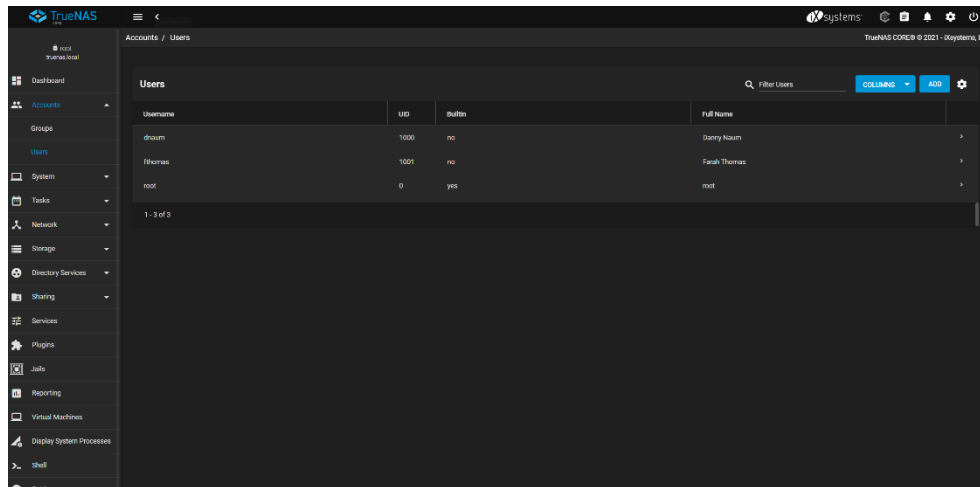 TrueNAS
CORE
iXsystems
Accounts / Users
TrueNAS CORE® © 2021 - iXsystems, I
root
truenas.local
Dashboard
Accounts
Groups
Users
System
Tasks
Network
Storage
Directory Services
Sharing
Services
Plugins
Jails
Reporting
Virtual Machines
Display System Processes
Shell
Users
Filter Users
COLUMNS
ADD
Username UID Builtin Full Name
dnaum 1000 no Danny Naum
fthomas 1001 no Farah Thomas
root 0 yes root
1 - 3 of 3